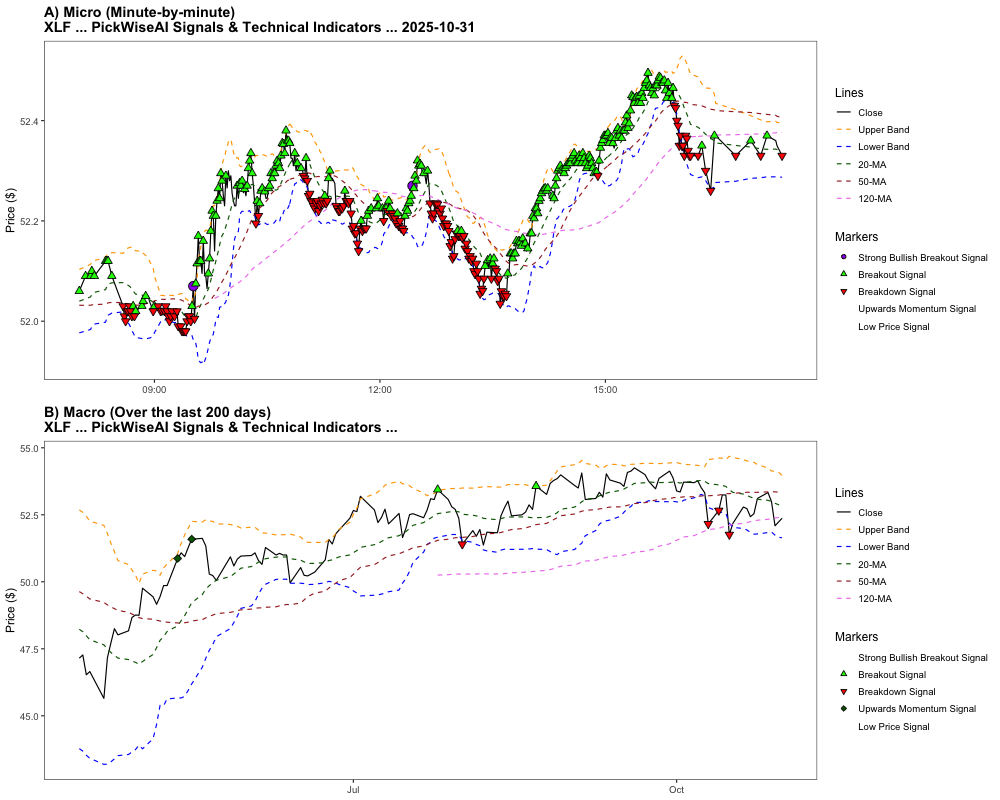 A) Micro (Minute-by-minute)
XLF ... PickWiseAI Signals & Technical Indicators ... 2025-10-31
Price ($)
52.4
52.2
52.0
09:00
12:00
15:00
Lines
Close
Upper Band
Lower Band
20-MA
50-MA
120-MA
Markers
Strong Bullish Breakout Signal
Breakout Signal
Breakdown Signal
Upwards Momentum Signal
Low Price Signal
B) Macro (Over the last 200 days)
XLF ... PickWiseAI Signals & Technical Indicators ...
Price ($)
55.0
52.5
50.0
47.5
45.0
Jul
Oct
Lines
Close
Upper Band
Lower Band
20-MA
50-MA
120-MA
Markers
Strong Bullish Breakout Signal
Breakout Signal
Breakdown Signal
Upwards Momentum Signal
Low Price Signal